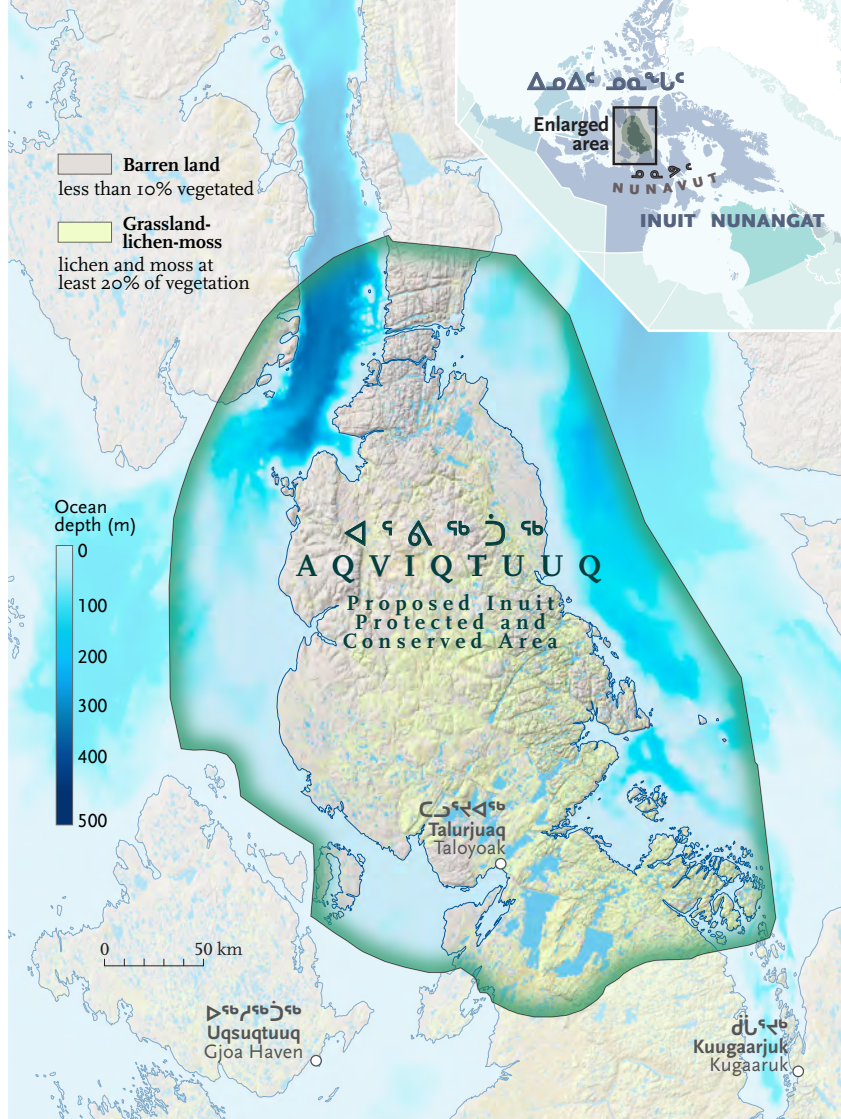 Barren land
less than 10% vegetated
Grassland-
lichen-moss
lichen and moss at
least 20% of vegetation
ᐃᓄᐃᑦ ᓄᓇᖓᑦ
Enlarged
area
ᓄᓇᕗᑦ
NUNAVUT
INUIT NUNANGAT
Ocean
depth (m)
0
100
200
300
400
500
ᐊᕐᕕᖅᑑᖅ
AQVIQTUUQ
Proposed Inuit
Protected and
Conserved Area
ᑕᓗᕐᔪᐊᖅ
Talurjuaq
Taloyoak
0 50 km
ᐅᖅᓱᖅᑑᖅ
Uqsuqtuuq
Gjoa Haven
ᑰᒑᕐᔪᒃ
Kuugaarjuk
Kugaaruk